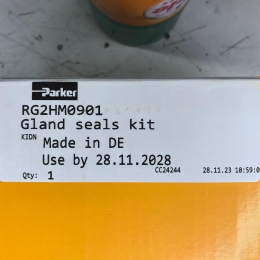 Parker
RG2HM0901
Gland seals kit
KIDN Made in DE
Use by 28.11.2028
CC24244 28.11.23 10:59:0
Qty: 1